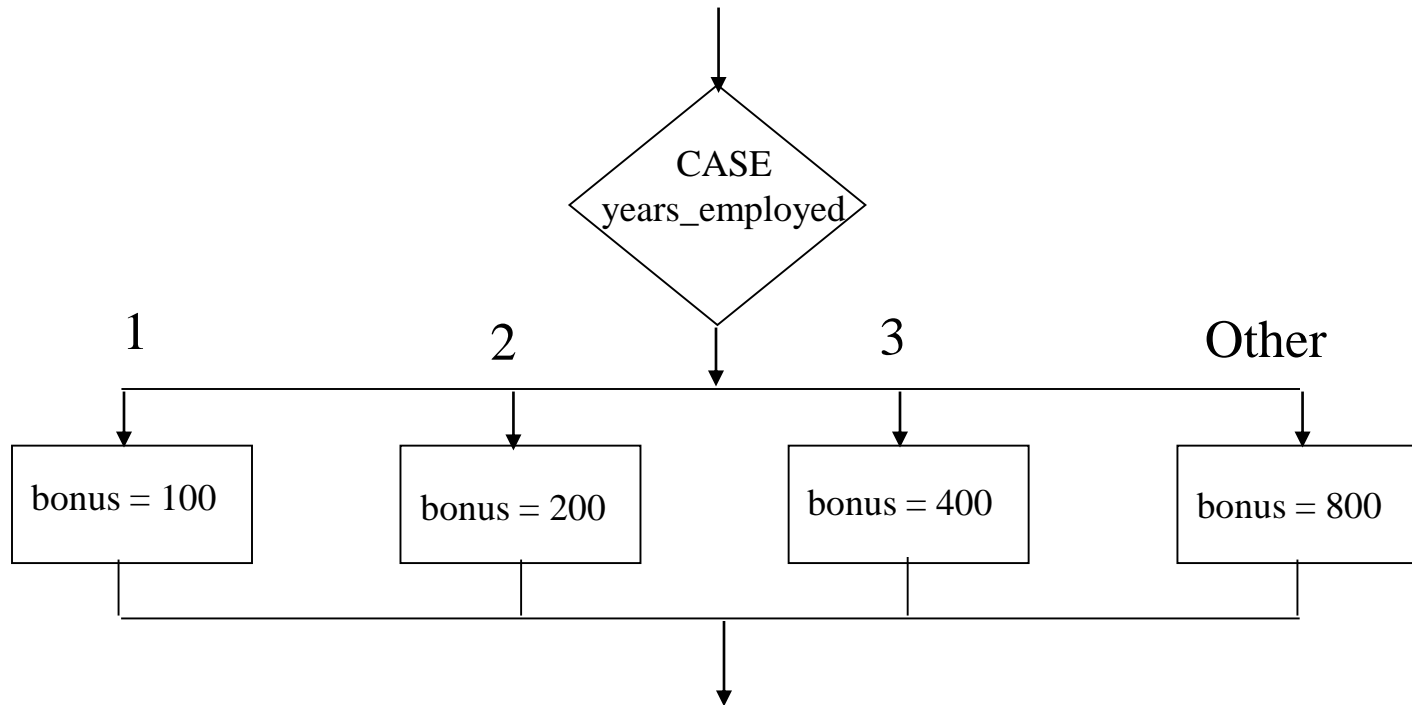 CASE
years_employed
1
2
3
Other
bonus = 100
bonus = 200
bonus = 400
bonus = 800